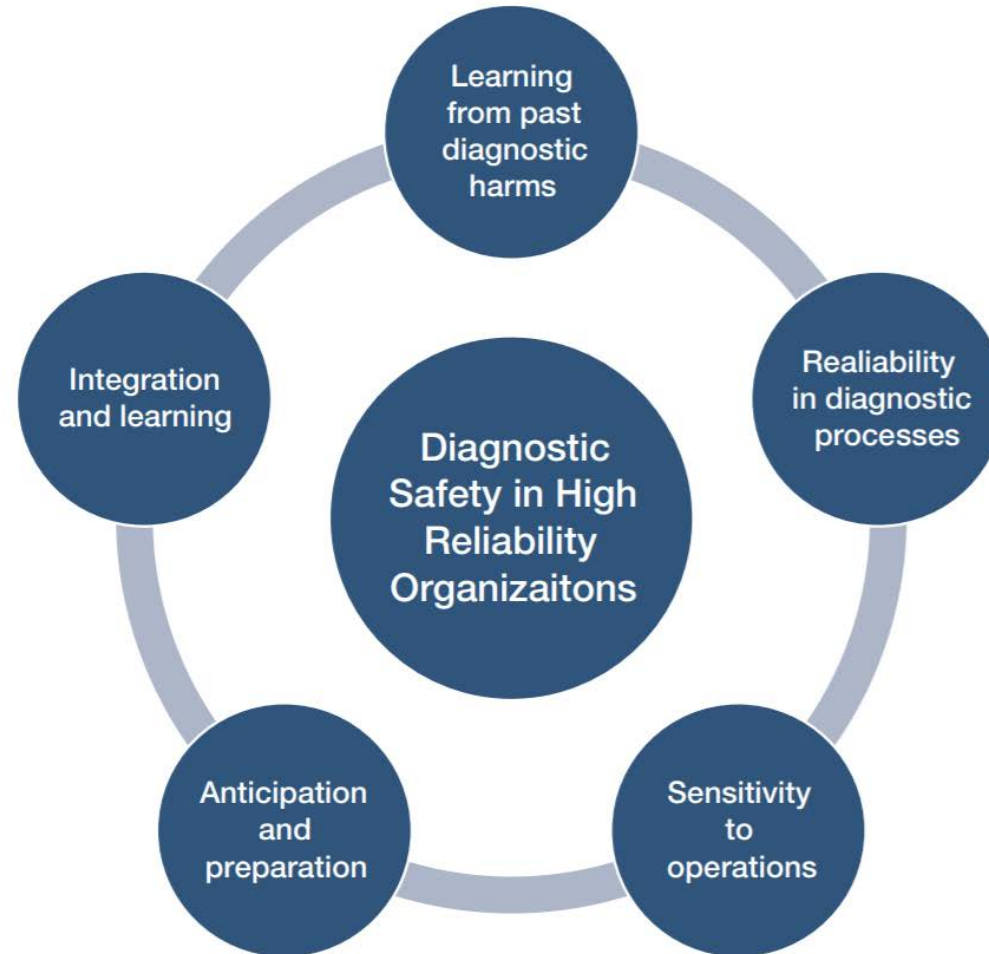 Learning
from past
diagnostic
harms
Realiability
in diagnostic
processes
Sensitivity
to
operations
Anticipation
and
preparation
Integration
and learning
Diagnostic
Safety in High
Reliability
Organizaitons